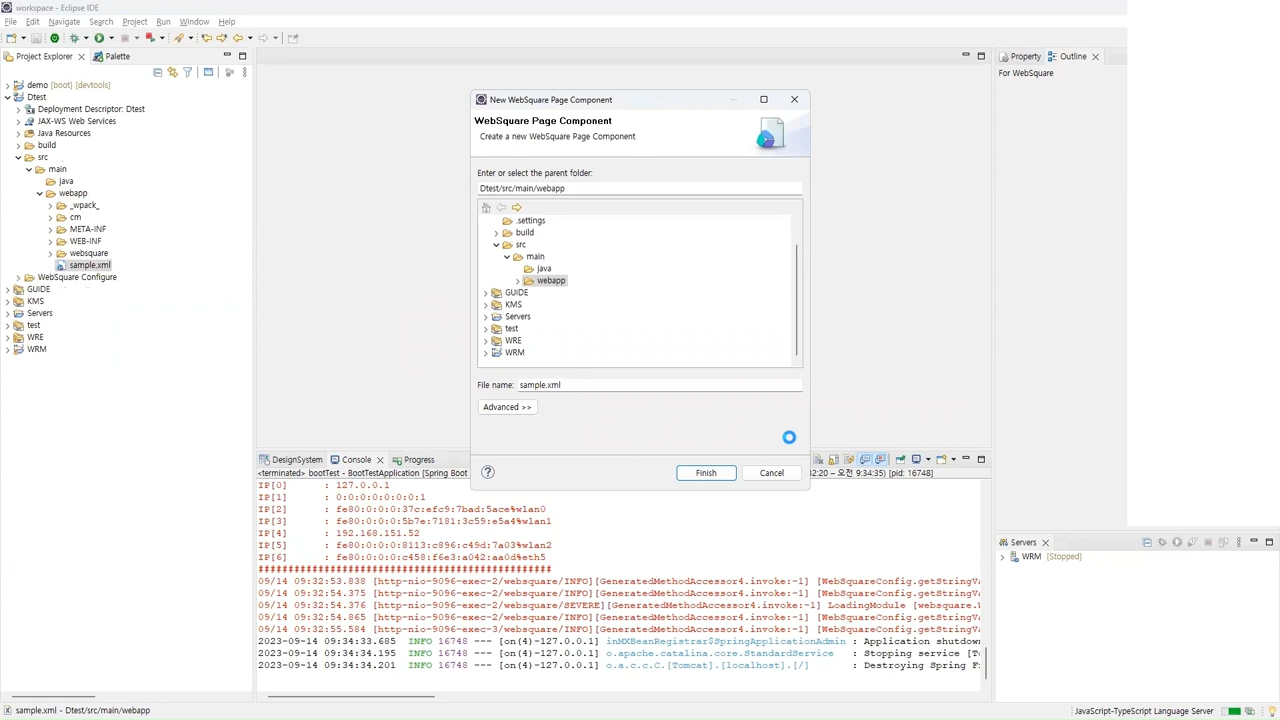 workspace - Eclipse IDE
File Edit Navigate Search Project Run Window Help
Project Explorer
Palette
demo [boot] [devtools]
Dtest
Deployment Descriptor: Dtest
JAX-WS Web Services
Java Resources
build
src
main
java
webapp
_wpack_
cm
META-INF
WEB-INF
websquare
sample.xml
WebSquare Configure
GUIDE
KMS
Servers
test
WRE
WRM
New WebSquare Page Component
WebSquare Page Component
Create a new WebSquare Page Component
Enter or select the parent folder:
Dtest/src/main/webapp
.settings
build
src
main
java
webapp
GUIDE
KMS
Servers
test
WRE
WRM
File name: sample.xml
Advanced >>
Finish
Cancel
Property
Outline
For WebSquare
DesignSystem
Console
Progress
<terminated> bootTest - BootTestApplication [Spring Boot
32:20 – 오전 9:34:35) [pid: 16748]
IP[0] : 127.0.0.1
IP[1] : 0:0:0:0:0:0:0:1
IP[2] : fe80:0:0:0:37c:efc9:7bad:5ace%wlan0
IP[3] : fe80:0:0:0:5b7e:7181:3c59:e5a4%wlan1
IP[4] : 192.168.151.52
IP[5] : fe80:0:0:0:8113:c896:c49d:7a03%wlan2
IP[6] : fe80:0:0:0:c458:f6e3:a042:aa0d%eth5
##################################################
09/14 09:32:53.838 [http-nio-9096-exec-2/websquare/INFO][GeneratedMethodAccessor4.invoke:-1] [WebSquareConfig.getStringVa
09/14 09:32:54.375 [http-nio-9096-exec-2/websquare/INFO][GeneratedMethodAccessor4.invoke:-1] [WebSquareConfig.getStringVa
09/14 09:32:54.376 [http-nio-9096-exec-2/websquare/SEVERE][GeneratedMethodAccessor4.invoke:-1] LoadingModule [websquare.U
09/14 09:32:54.865 [http-nio-9096-exec-2/websquare/INFO][GeneratedMethodAccessor4.invoke:-1] [WebSquareConfig.getStringVa
09/14 09:32:55.584 [http-nio-9096-exec-3/websquare/INFO][GeneratedMethodAccessor4.invoke:-1] [WebSquareConfig.getStringVa
2023-09-14 09:34:33.685 INFO 16748 --- [on(4)-127.0.0.1] inMXBeanRegistrar$SpringApplicationAdmin : Application shutdown
2023-09-14 09:34:34.195 INFO 16748 --- [on(4)-127.0.0.1] o.apache.catalina.core.StandardService : Stopping service [To
2023-09-14 09:34:34.201 INFO 16748 --- [on(4)-127.0.0.1] o.a.c.c.C.[Tomcat].[localhost].[/] : Destroying Spring F
Servers
WRM [Stopped]
sample.xml - Dtest/src/main/webapp
JavaScript-TypeScript Language Server